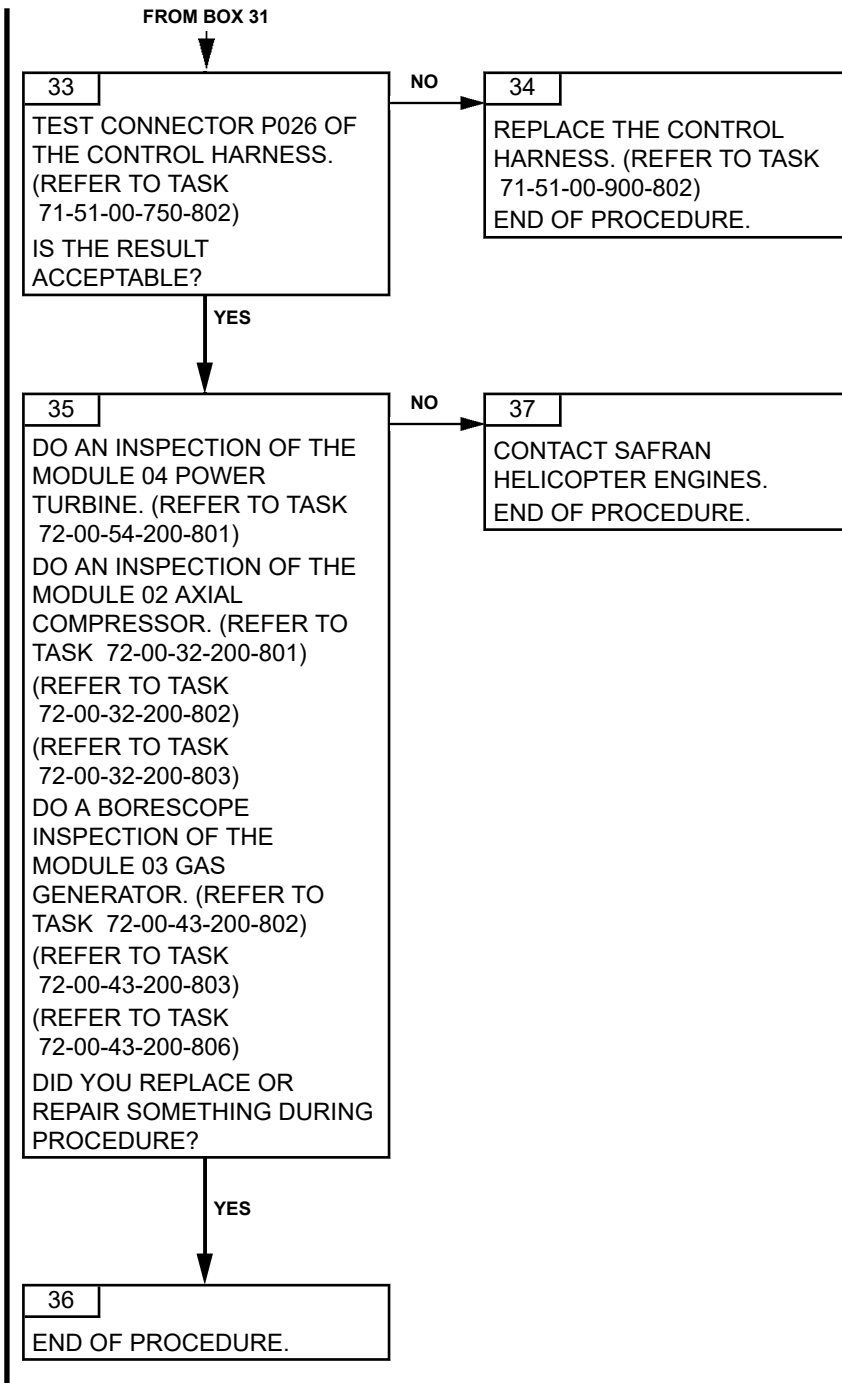 FROM BOX 31
33
TEST CONNECTOR P026 OF
THE CONTROL HARNESS.
(REFER TO TASK
71-51-00-750-802)
IS THE RESULT
ACCEPTABLE?
NO
34
REPLACE THE CONTROL
HARNESS. (REFER TO TASK
71-51-00-900-802)
END OF PROCEDURE.
YES
35
DO AN INSPECTION OF THE
MODULE 04 POWER
TURBINE. (REFER TO TASK
72-00-54-200-801)
DO AN INSPECTION OF THE
MODULE 02 AXIAL
COMPRESSOR. (REFER TO
TASK 72-00-32-200-801)
(REFER TO TASK
72-00-32-200-802)
(REFER TO TASK
72-00-32-200-803)
DO A BORESCOPE
INSPECTION OF THE
MODULE 03 GAS
GENERATOR. (REFER TO
TASK 72-00-43-200-802)
(REFER TO TASK
72-00-43-200-803)
(REFER TO TASK
72-00-43-200-806)
DID YOU REPLACE OR
REPAIR SOMETHING DURING
PROCEDURE?
NO
37
CONTACT SAFRAN
HELICOPTER ENGINES.
END OF PROCEDURE.
YES
36
END OF PROCEDURE.